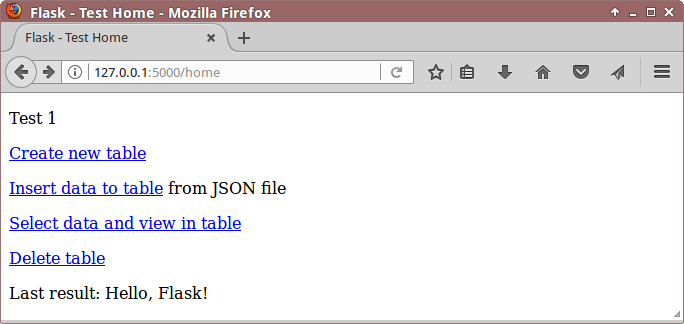 Flask - Test Home - Mozilla Firefox
Flask - Test Home
127.0.0.1:5000/home
Test 1
Create new table
Insert data to table from JSON file
Select data and view in table
Delete table
Last result: Hello, Flask!